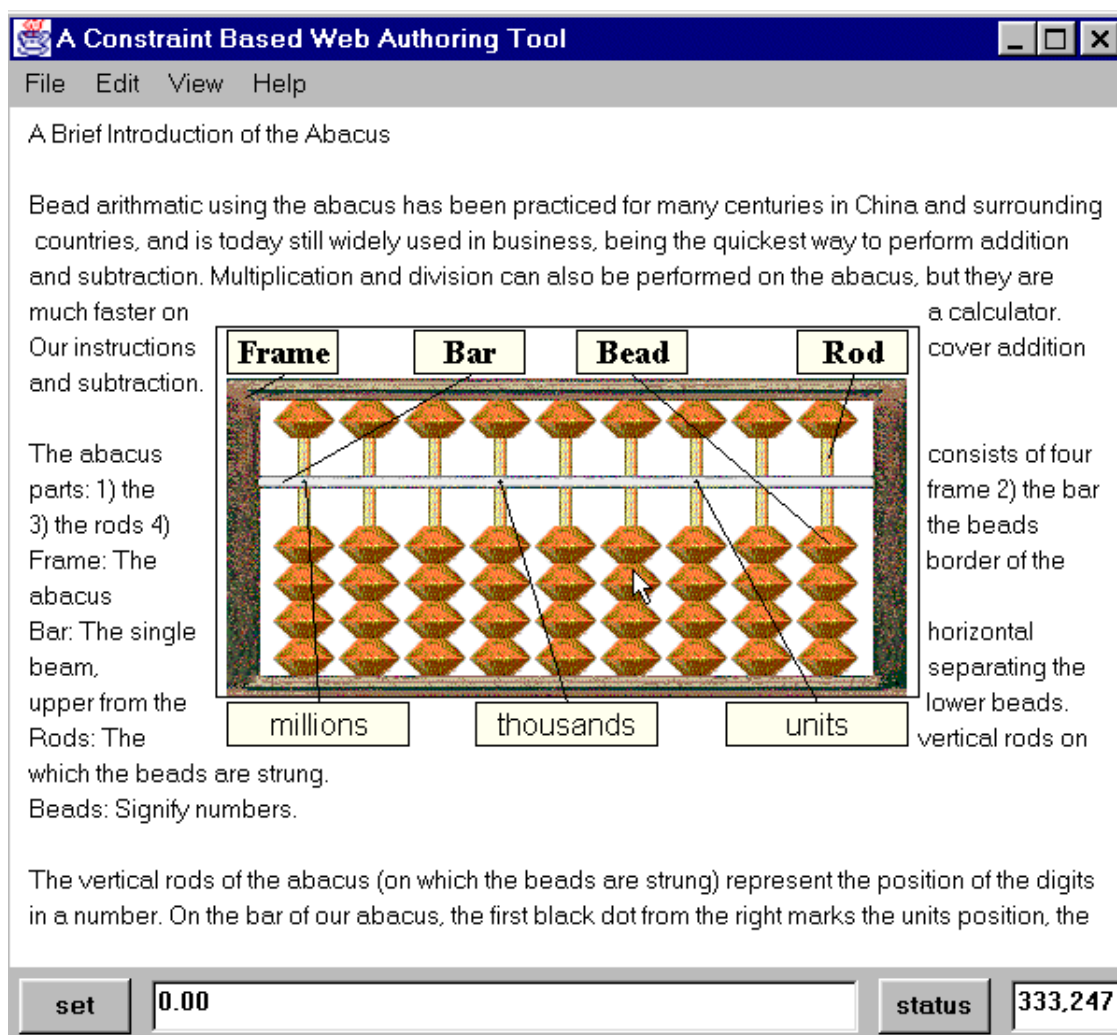 A Constraint Based Web Authoring Tool
File Edit View Help
A Brief Introduction of the Abacus
Bead arithmatic using the abacus has been practiced for many centuries in China and surrounding
countries, and is today still widely used in business, being the quickest way to perform addition
and subtraction. Multiplication and division can also be performed on the abacus, but they are
much faster on a calculator.
Our instructions cover addition
and subtraction.
Frame Bar Bead Rod
The abacus consists of four
parts: 1) the frame 2) the bar
3) the rods 4) the beads
Frame: The border of the
abacus
Bar: The single horizontal
beam, separating the
upper from the lower beads.
millions thousands units
Rods: The vertical rods on
which the beads are strung.
Beads: Signify numbers.
The vertical rods of the abacus (on which the beads are strung) represent the position of the digits
in a number. On the bar of our abacus, the first black dot from the right marks the units position, the
set 0.00 status 333,247